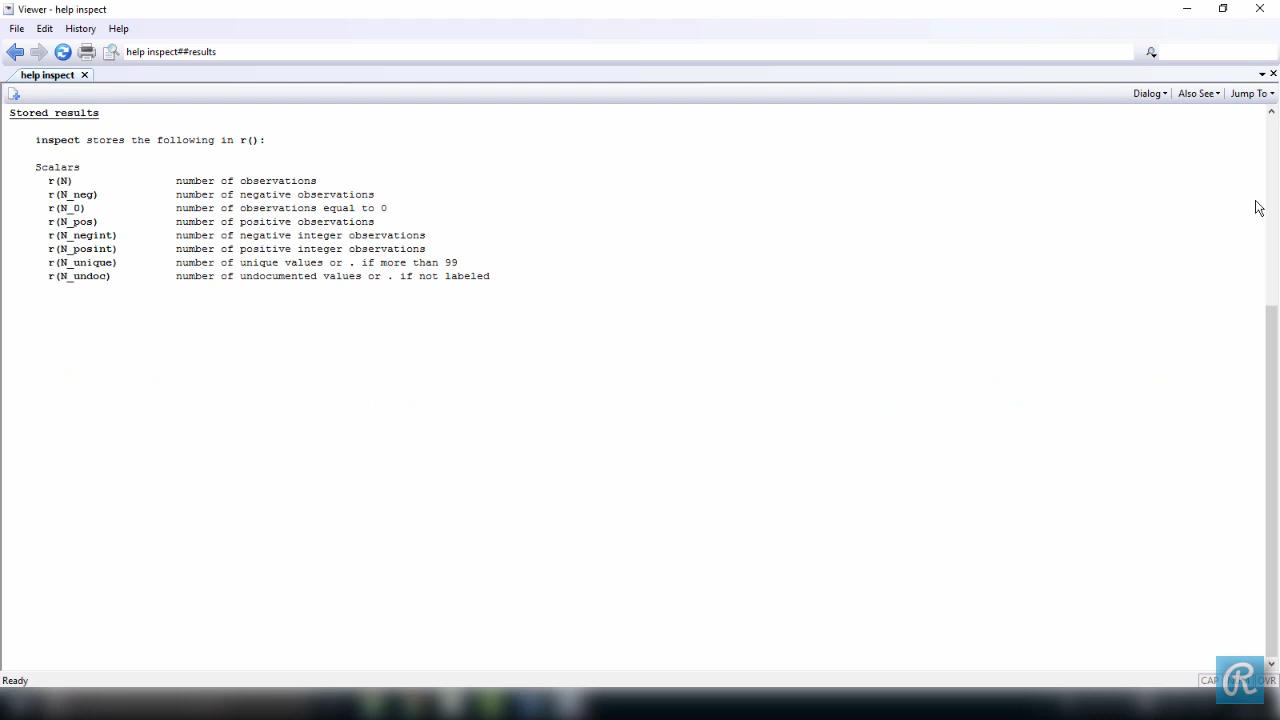 Viewer - help inspect
File Edit History Help
help inspect##results
help inspect
Dialog Also See Jump To
Stored results
inspect stores the following in r():
Scalars
r(N) number of observations
r(N_neg) number of negative observations
r(N_0) number of observations equal to 0
r(N_pos) number of positive observations
r(N_negint) number of negative integer observations
r(N_posint) number of positive integer observations
r(N_unique) number of unique values or . if more than 99
r(N_undoc) number of undocumented values or . if not labeled
Ready
CAP OVR
R